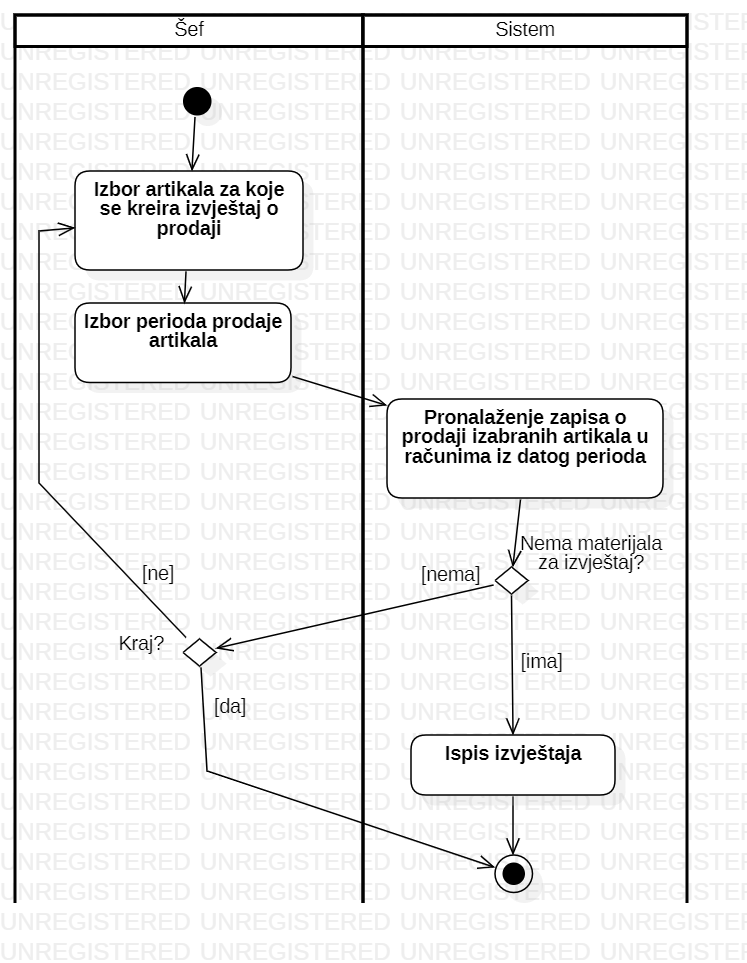 Šef
Sistem
Izbor artikala za koje
se kreira izvještaj o
prodaji
Izbor perioda prodaje
artikala
Pronalaženje zapisa o
prodaji izabranih artikala u
računima iz datog perioda
Nema materijala
za izvještaj?
[nema]
[ne]
Kraj?
[ima]
[da]
Ispis izvještaja
UNREGISTERED